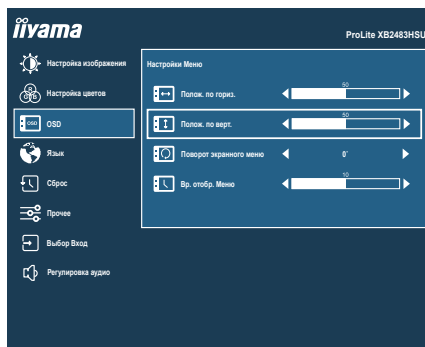 iiyama
ProLite XB2483HSU
Настройка изображения
Настройка цветов
R
G B
OSD
OSD
Язык
Сброс
Прочее
Выбор Вход
Регулировка аудио
Настройки Меню
Полож. по гориз.
50
Полож. по верт.
50
Поворот экранного меню
0°
Вр. отобр. Меню
10